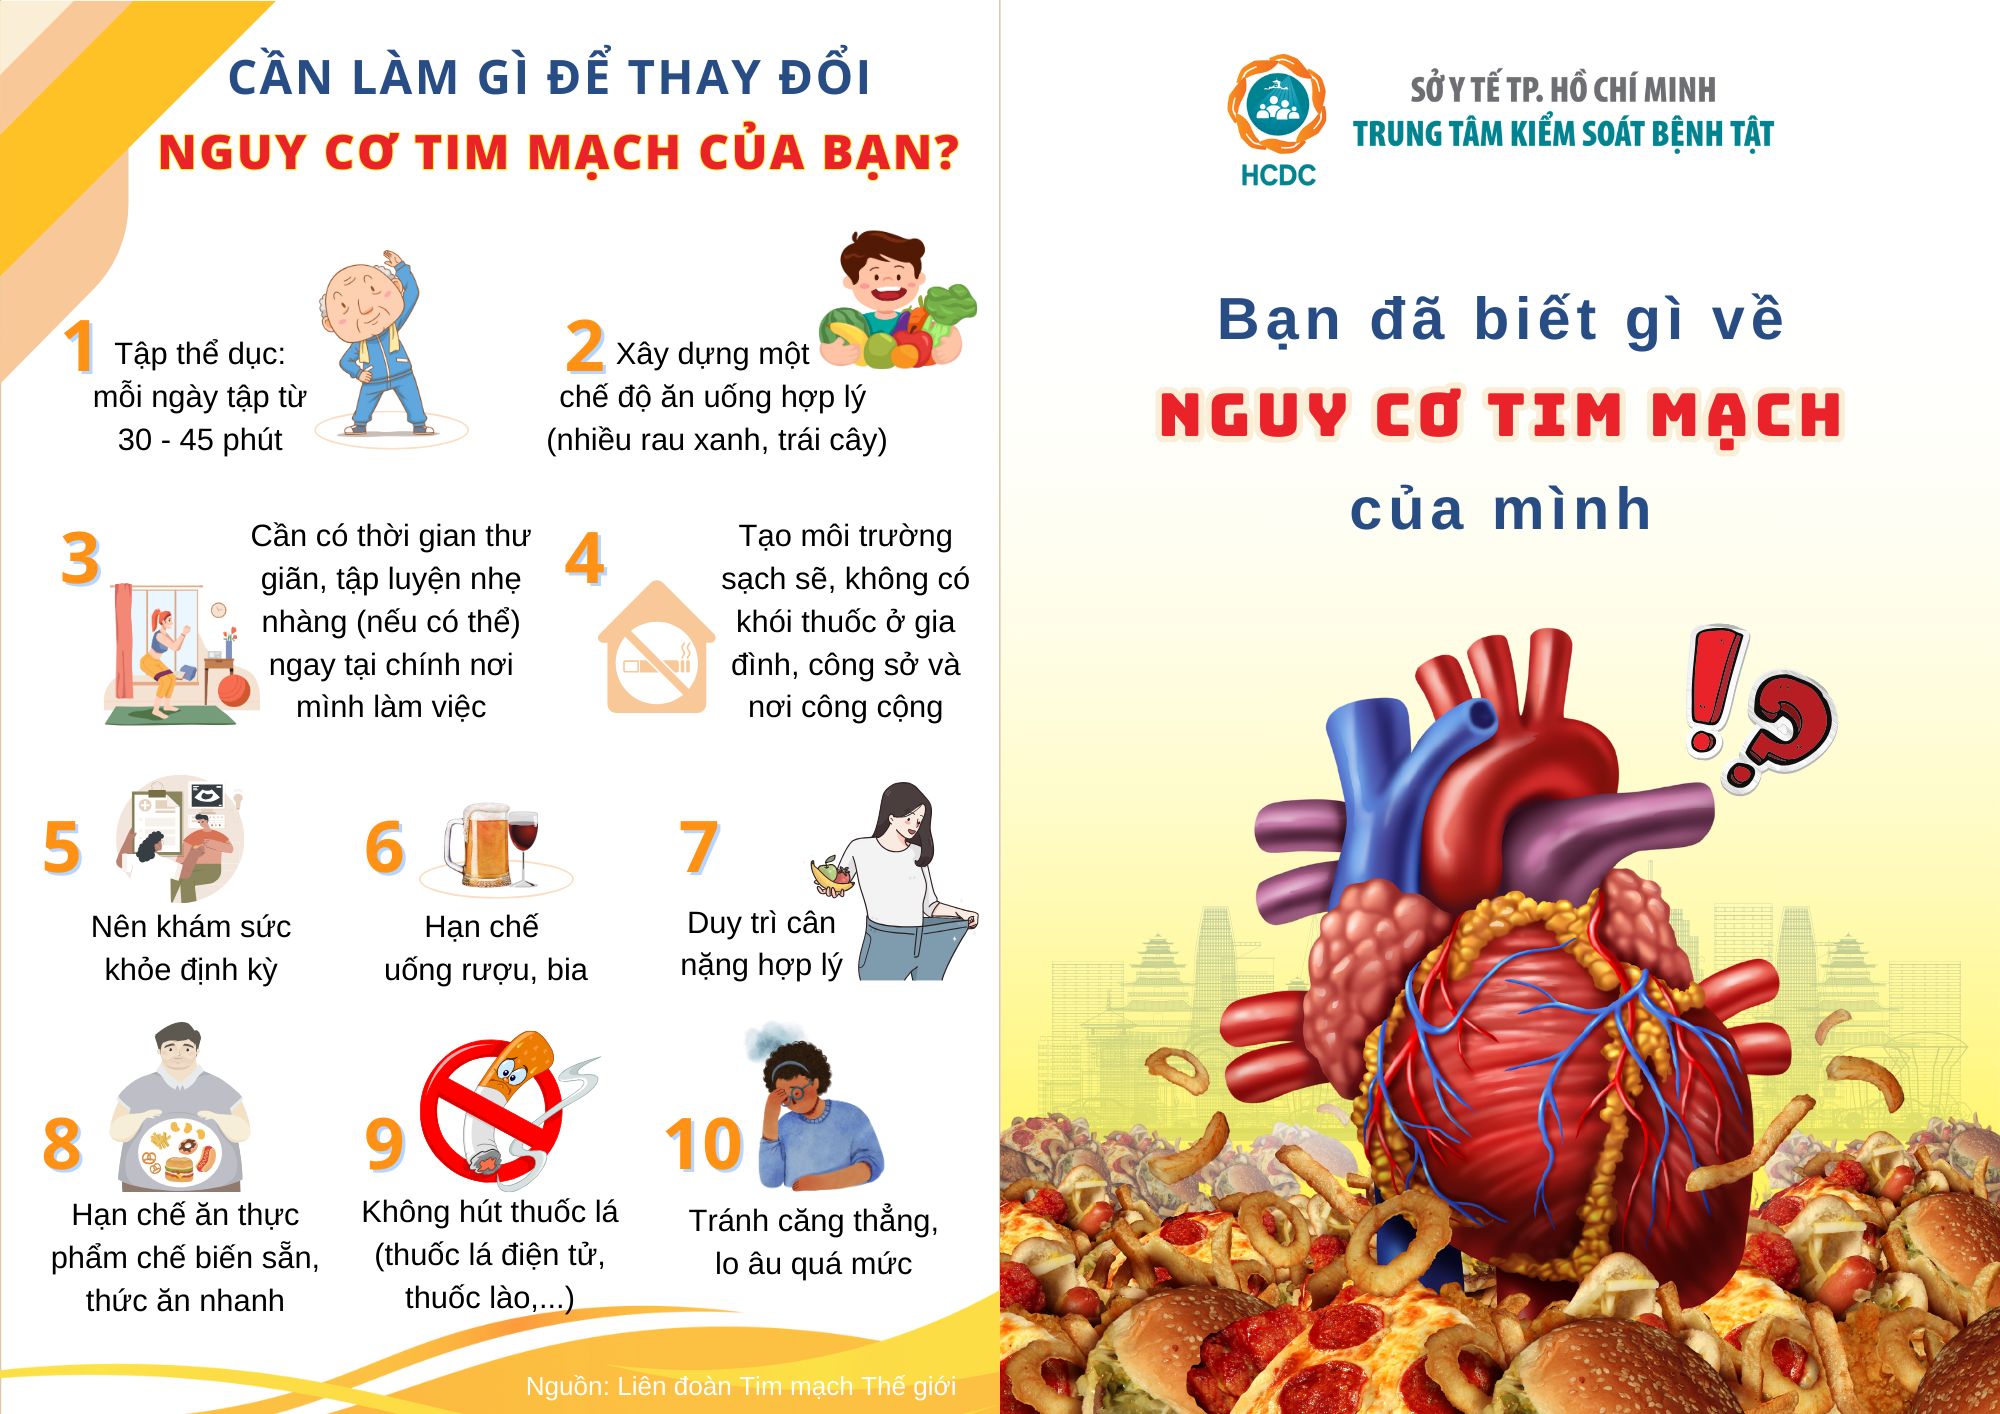 CẦN LÀM GÌ ĐỂ THAY ĐỔI
NGUY CƠ TIM MẠCH CỦA BẠN?
1
Tập thể dục:
mỗi ngày tập từ
30 - 45 phút
2
Xây dựng một
chế độ ăn uống hợp lý
(nhiều rau xanh, trái cây)
3
Cần có thời gian thư
giãn, tập luyện nhẹ
nhàng (nếu có thể)
ngay tại chính nơi
mình làm việc
4
Tạo môi trường
sạch sẽ, không có
khói thuốc ở gia
đình, công sở và
nơi công cộng
5
Nên khám sức
khỏe định kỳ
6
Hạn chế
uống rượu, bia
7
Duy trì cân
nặng hợp lý
8
Hạn chế ăn thực
phẩm chế biến sẵn,
thức ăn nhanh
9
Không hút thuốc lá
(thuốc lá điện tử,
thuốc lào,...)
10
Tránh căng thẳng,
lo âu quá mức
Nguồn: Liên đoàn Tim mạch Thế giới
HCDC
SỞ Y TẾ TP. HỒ CHÍ MINH
TRUNG TÂM KIỂM SOÁT BỆNH TẬT
Bạn đã biết gì về
NGUY CƠ TIM MẠCH
của mình
!?